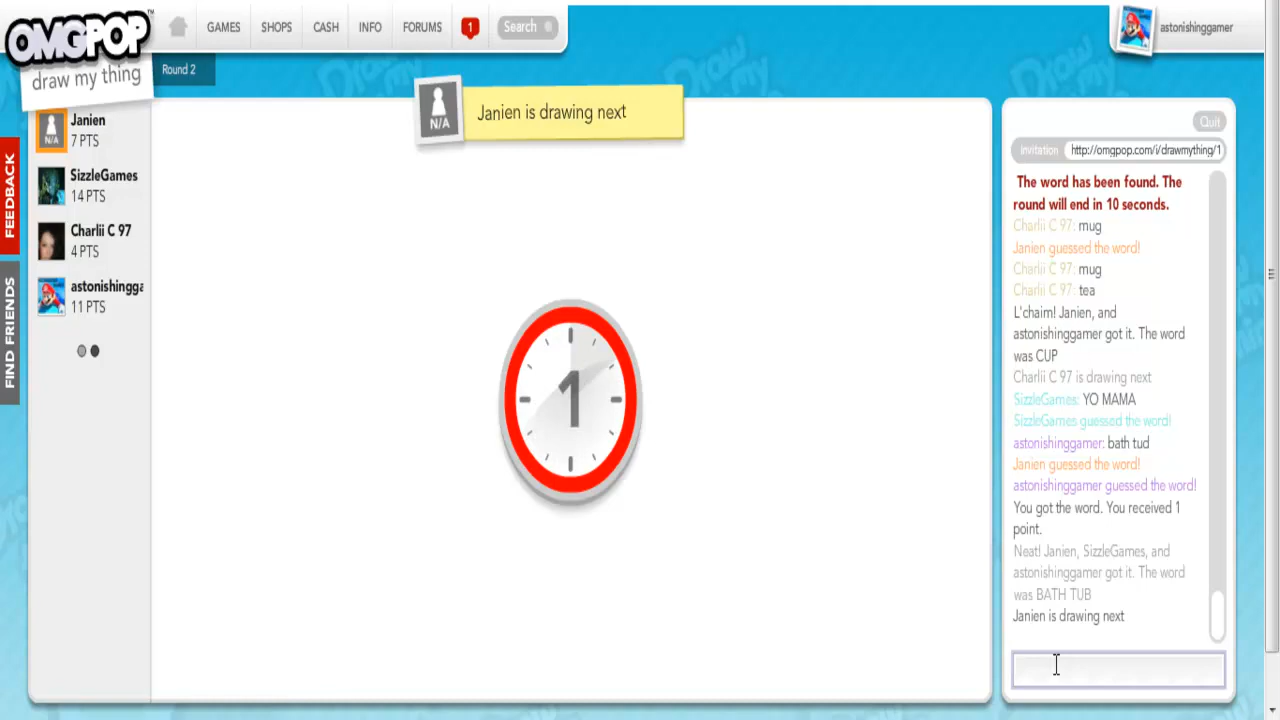 OMGPOP™
draw my thing
GAMES
SHOPS
CASH
INFO
FORUMS
1
Search
astonishinggamer
Round 2
FEEDBACK
FIND FRIENDS
N/A
Janien
7 PTS
SizzleGames
14 PTS
Charlii C 97
4 PTS
astonishingga
11 PTS
N/A
Janien is drawing next
1
Quit
Invitation
http://omgpop.com/i/drawmything/1
The word has been found. The
round will end in 10 seconds.
Charlii C 97: mug
Janien guessed the word!
Charlii C 97: mug
Charlii C 97: tea
L'chaim! Janien, and
astonishinggamer got it. The word
was CUP
Charlii C 97 is drawing next
SizzleGames: YO MAMA
SizzleGames guessed the word!
astonishinggamer: bath tud
Janien guessed the word!
astonishinggamer guessed the word!
You got the word. You received 1
point.
Neat! Janien, SizzleGames, and
astonishinggamer got it. The word
was BATH TUB
Janien is drawing next